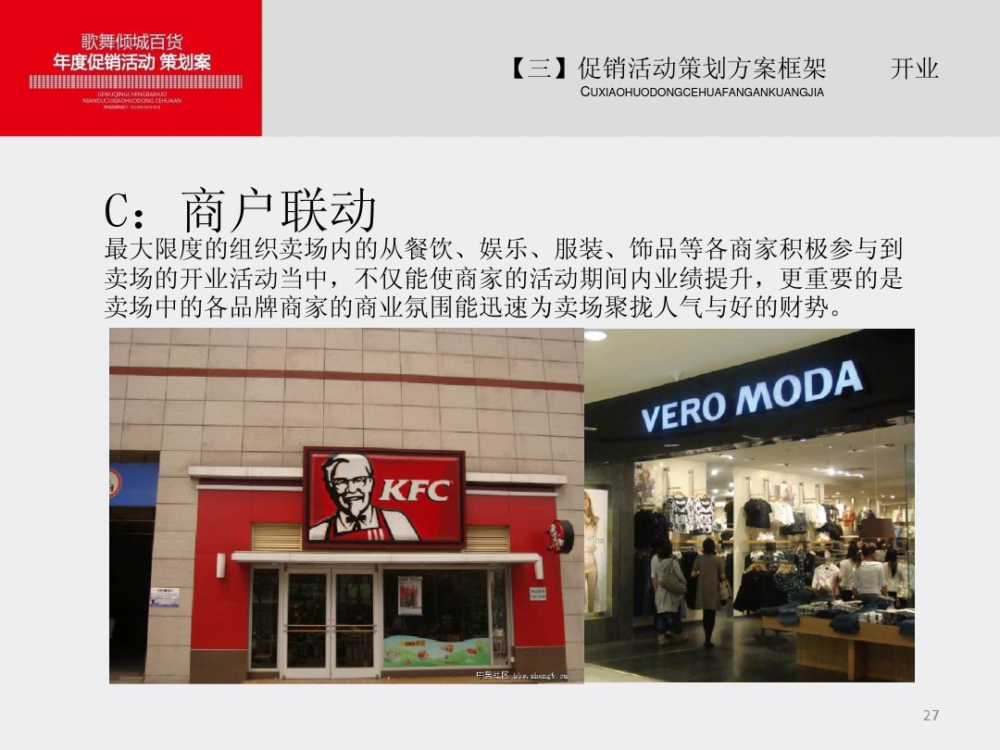 歌舞倾城百货
年度促销活动 策划案
GEWUQINGCHENGBAIHUO
NIANDUCUXIAOHUODONG CEHUAAN
【三】促销活动策划方案框架 开业
CUXIAOHUODONGCEHUAFANGANKUANGJIA
C：商户联动
最大限度的组织卖场内的从餐饮、娱乐、服装、饰品等各商家积极参与到
卖场的开业活动当中，不仅能使商家的活动期间内业绩提升，更重要的是
卖场中的各品牌商家的商业氛围能迅速为卖场聚拢人气与好的财势。
KFC
VERO MODA
27